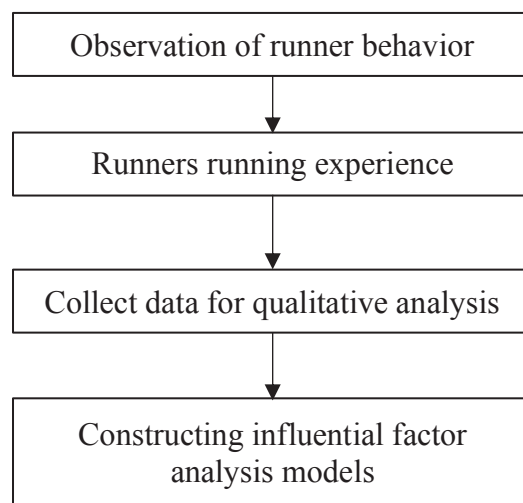 Observation of runner behavior
Runners running experience
Collect data for qualitative analysis
Constructing influential factor
analysis models